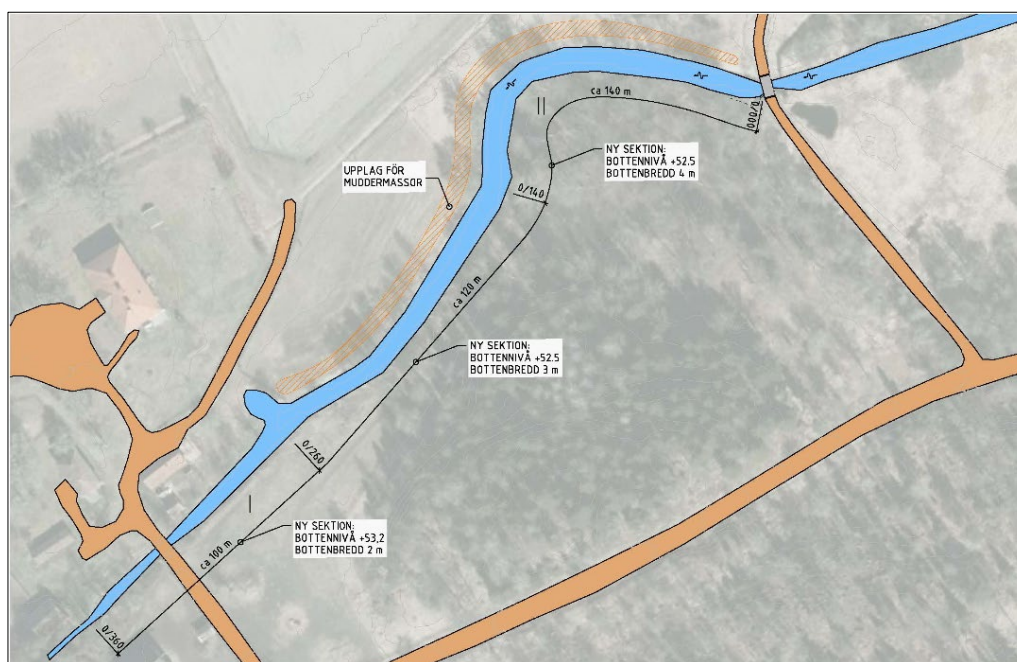 ca 140 m
0/000
II
NY SEKTION:
BOTTENNIVÅ +52.5
BOTTENBREDD 4 m
UPPLAG FÖR
MUDDERMASSOR
0/140
ca 120 m
NY SEKTION:
BOTTENNIVÅ +52.5
BOTTENBREDD 3 m
0/260
I
NY SEKTION:
BOTTENNIVÅ +53,2
BOTTENBREDD 2 m
ca 100 m
0/360